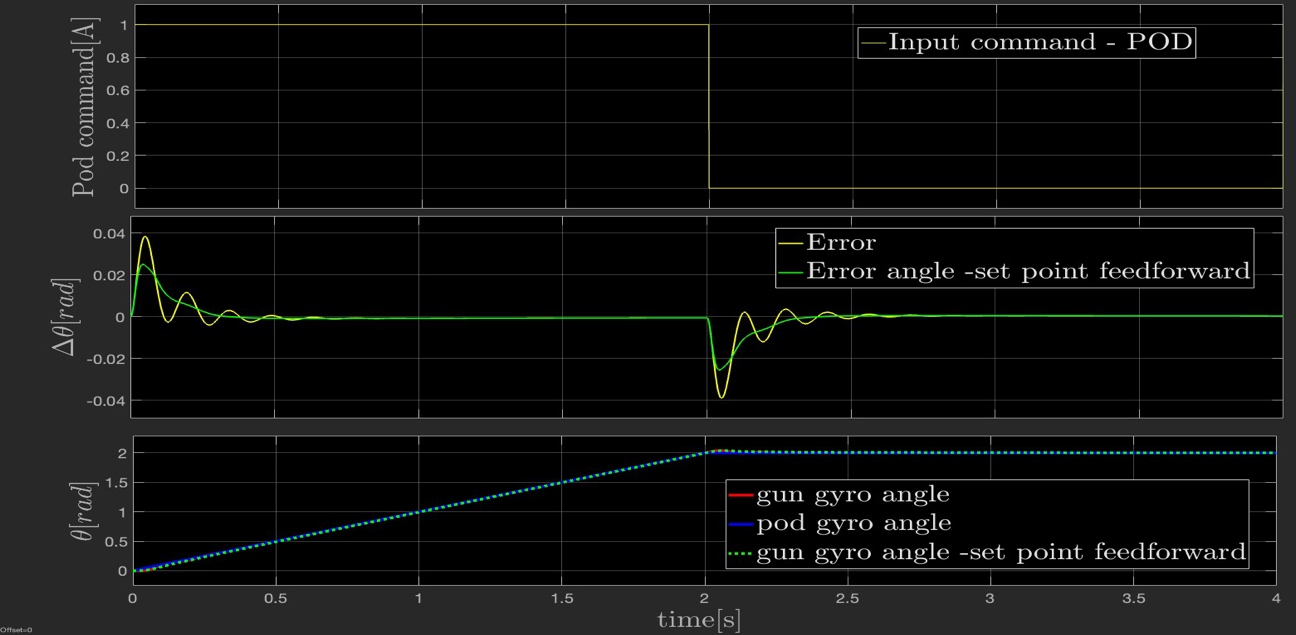 Pod command[A]
1
0.8
0.6
0.4
0.2
0
Input command - POD
Δθ[rad]
0.04
0.02
0
-0.02
-0.04
Error
Error angle -set point feedforward
θ[rad]
2
1.5
1
0.5
0
gun gyro angle
pod gyro angle
gun gyro angle -set point feedforward
0 0.5 1 1.5 2 2.5 3 3.5 4
time[s]
Offset=0